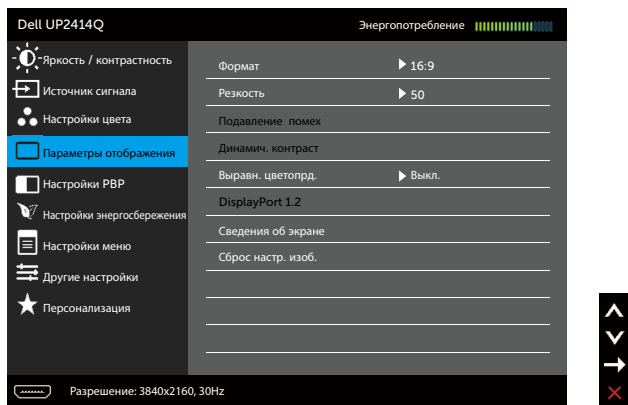 Dell UP2414Q
Энергопотребление
Яркость / контрастность
Источник сигнала
Настройки цвета
Параметры отображения
Настройки PBP
Настройки энергосбережения
Настройки меню
Другие настройки
Персонализация
Формат 16:9
Резкость 50
Подавление помех
Динамич. контраст
Выравн. цветопрд. Выкл.
DisplayPort 1.2
Сведения об экране
Сброс настр. изоб.
Разрешение: 3840x2160, 30Hz